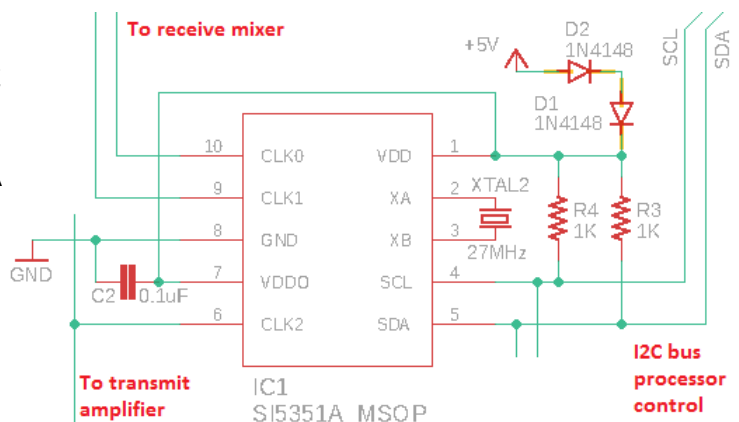 To receive mixer
+5V
D2
1N4148
SCL
SDA
D1
1N4148
10 CLK0 VDD 1
9 CLK1 XA 2 XTAL2
8 GND XB 3
27MHz
R4
1K
R3
1K
GND
7 VDDO SCL 4
C2 0.1uF
6 CLK2 SDA 5
To transmit
amplifier
IC1
SI5351A_MSOP
I2C bus
processor
control